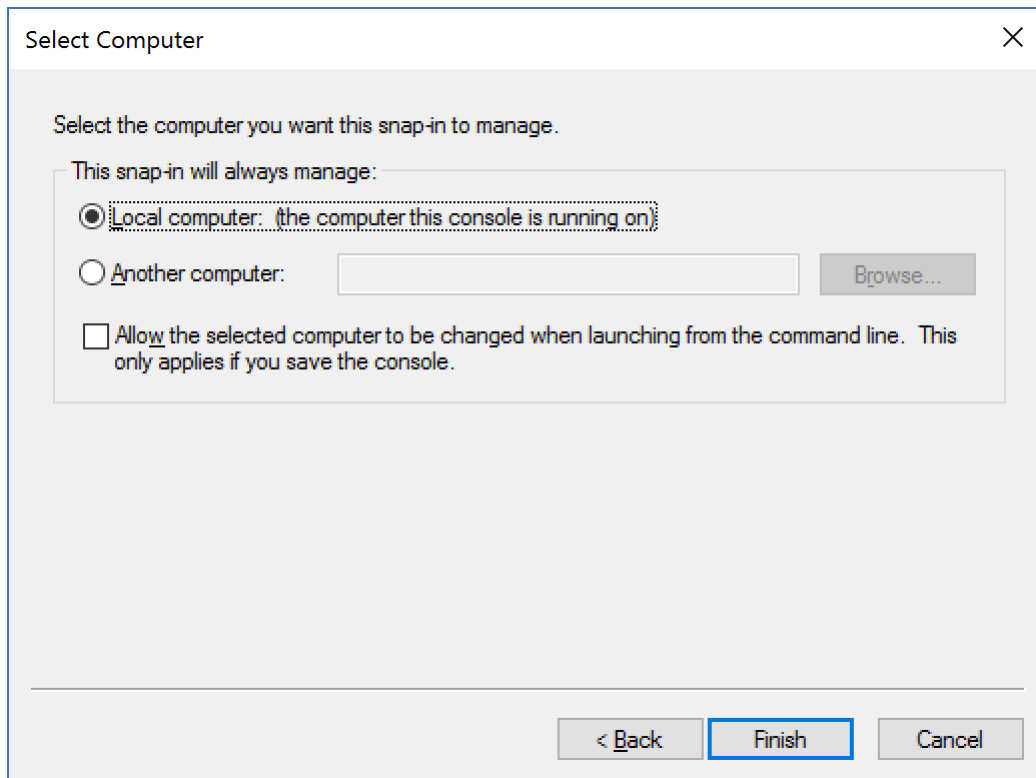 Select Computer
Select the computer you want this snap-in to manage.
This snap-in will always manage:
Local computer:  (the computer this console is running on)
Another computer:
Browse...
Allow the selected computer to be changed when launching from the command line.  This
only applies if you save the console.
< Back
Finish
Cancel